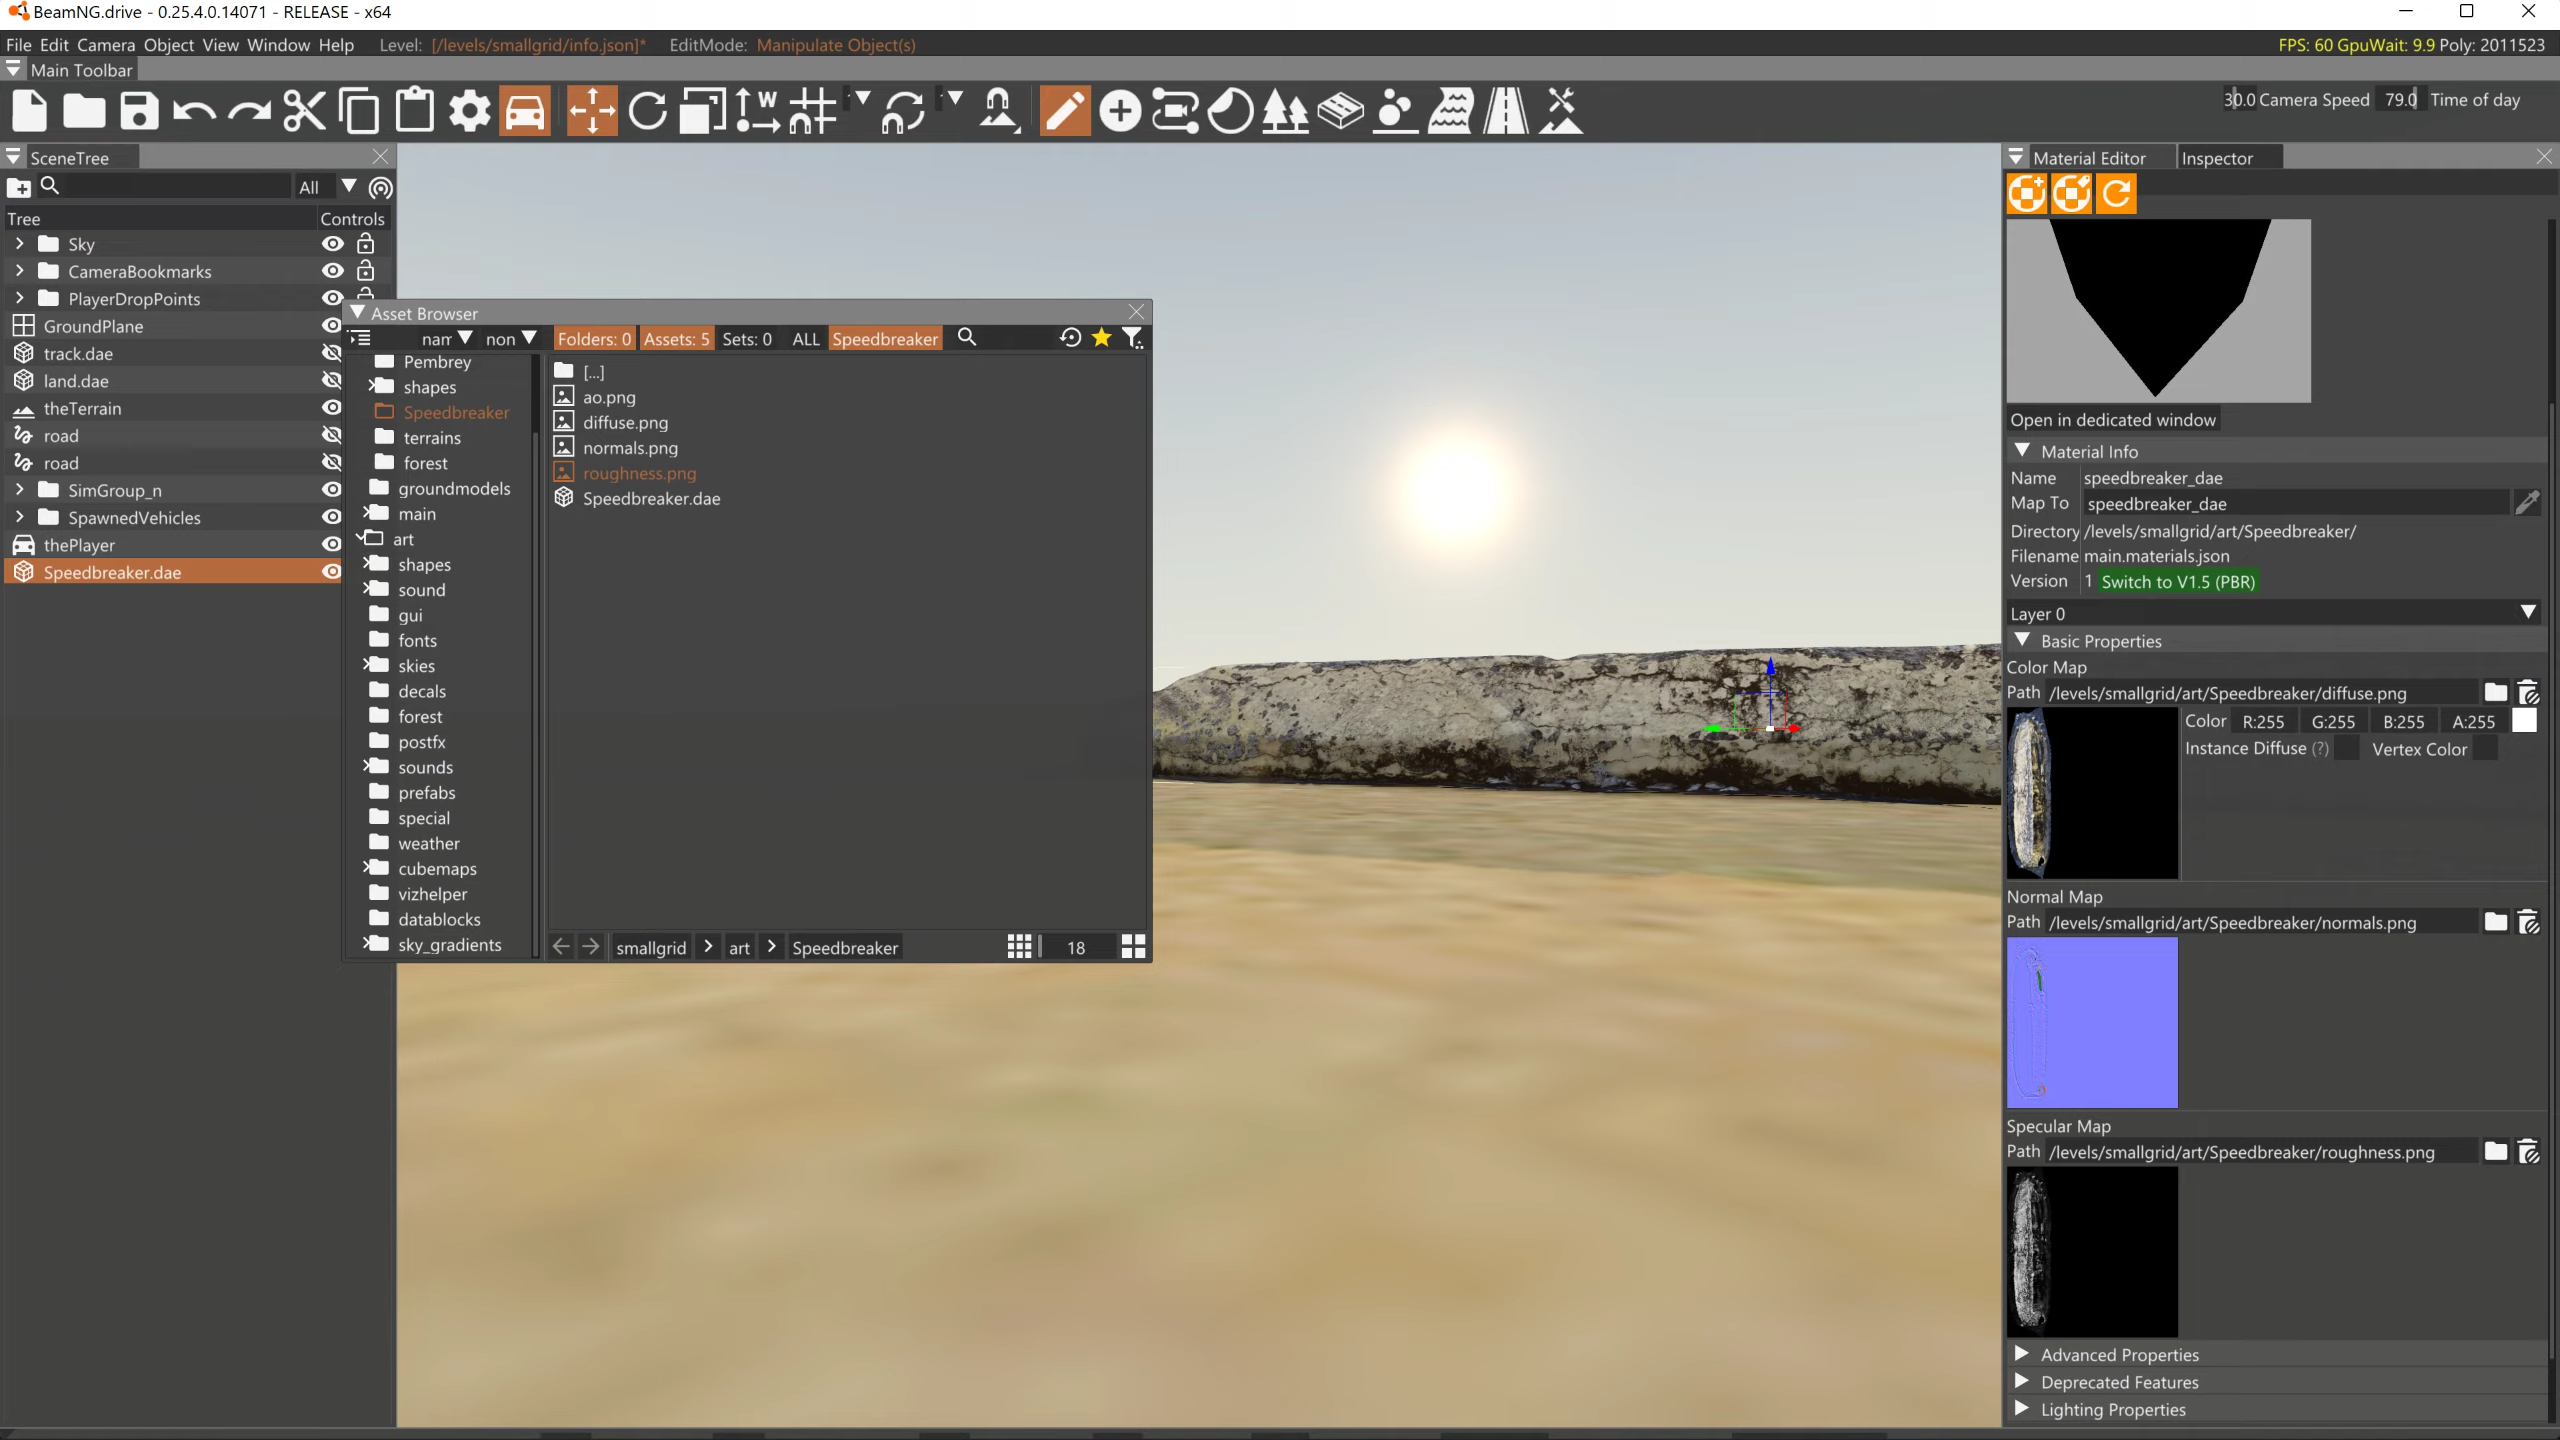 BeamNG.drive - 0.25.4.0.14071 - RELEASE - x64
File Edit Camera Object View Window Help Level: [/levels/smallgrid/info.json]* EditMode: Manipulate Object(s) FPS: 60 GpuWait: 9.9 Poly: 2011523
Main Toolbar
W
30.0 Camera Speed 79.0 Time of day
SceneTree
All
Tree Controls
Sky
CameraBookmarks
PlayerDropPoints
GroundPlane
track.dae
land.dae
theTerrain
road
road
SimGroup_n
SpawnedVehicles
thePlayer
Speedbreaker.dae
Asset Browser
nam non Folders: 0 Assets: 5 Sets: 0 ALL Speedbreaker
Pembrey
shapes
Speedbreaker
terrains
forest
groundmodels
main
art
shapes
sound
gui
fonts
skies
decals
forest
postfx
sounds
prefabs
special
weather
cubemaps
vizhelper
datablocks
sky_gradients
[...]
ao.png
diffuse.png
normals.png
roughness.png
Speedbreaker.dae
smallgrid > art > Speedbreaker 18
Material Editor Inspector
Open in dedicated window
Material Info
Name speedbreaker_dae
Map To speedbreaker_dae
Directory /levels/smallgrid/art/Speedbreaker/
Filename main.materials.json
Version 1 Switch to V1.5 (PBR)
Layer 0
Basic Properties
Color Map
Path /levels/smallgrid/art/Speedbreaker/diffuse.png
Color R:255 G:255 B:255 A:255
Instance Diffuse (?) Vertex Color
Normal Map
Path /levels/smallgrid/art/Speedbreaker/normals.png
Specular Map
Path /levels/smallgrid/art/Speedbreaker/roughness.png
Advanced Properties
Deprecated Features
Lighting Properties